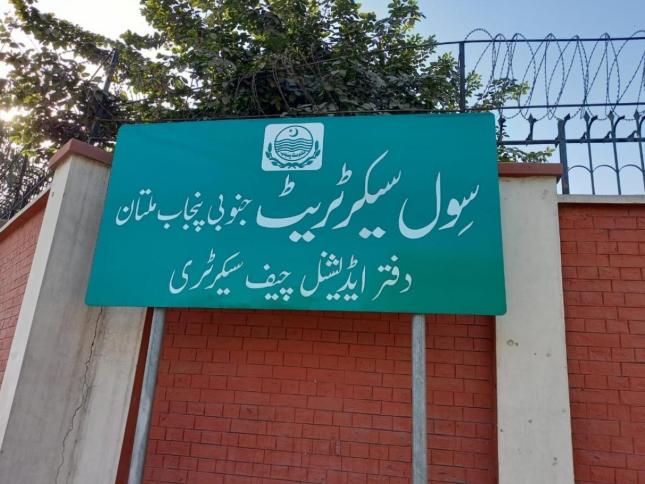 سِول سیکرٹریٹ جنوبی پنجاب ملتان
دفتر ایڈیشنل چیف سیکرٹری